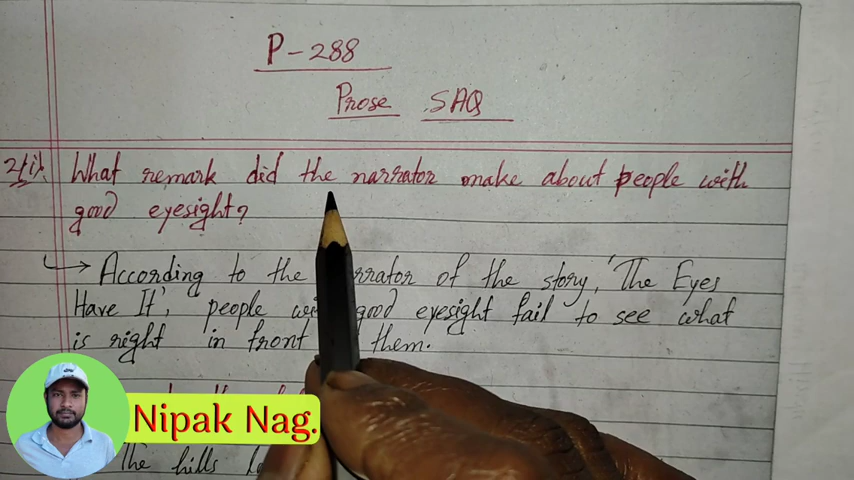 P-288
Prose SAQ
2(i). What remark did the narrator make about people with
good eyesight?
According to the rrator of the story, 'The Eyes
Have It', people wi good eyesight fail to see what
is right in front them.
Nipak Nag.
The hills